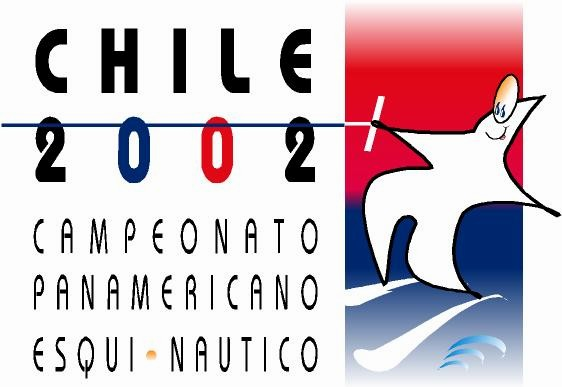 CHILE
2002
CAMPEONATO
PANAMERICANO
ESQUI·NAUTICO